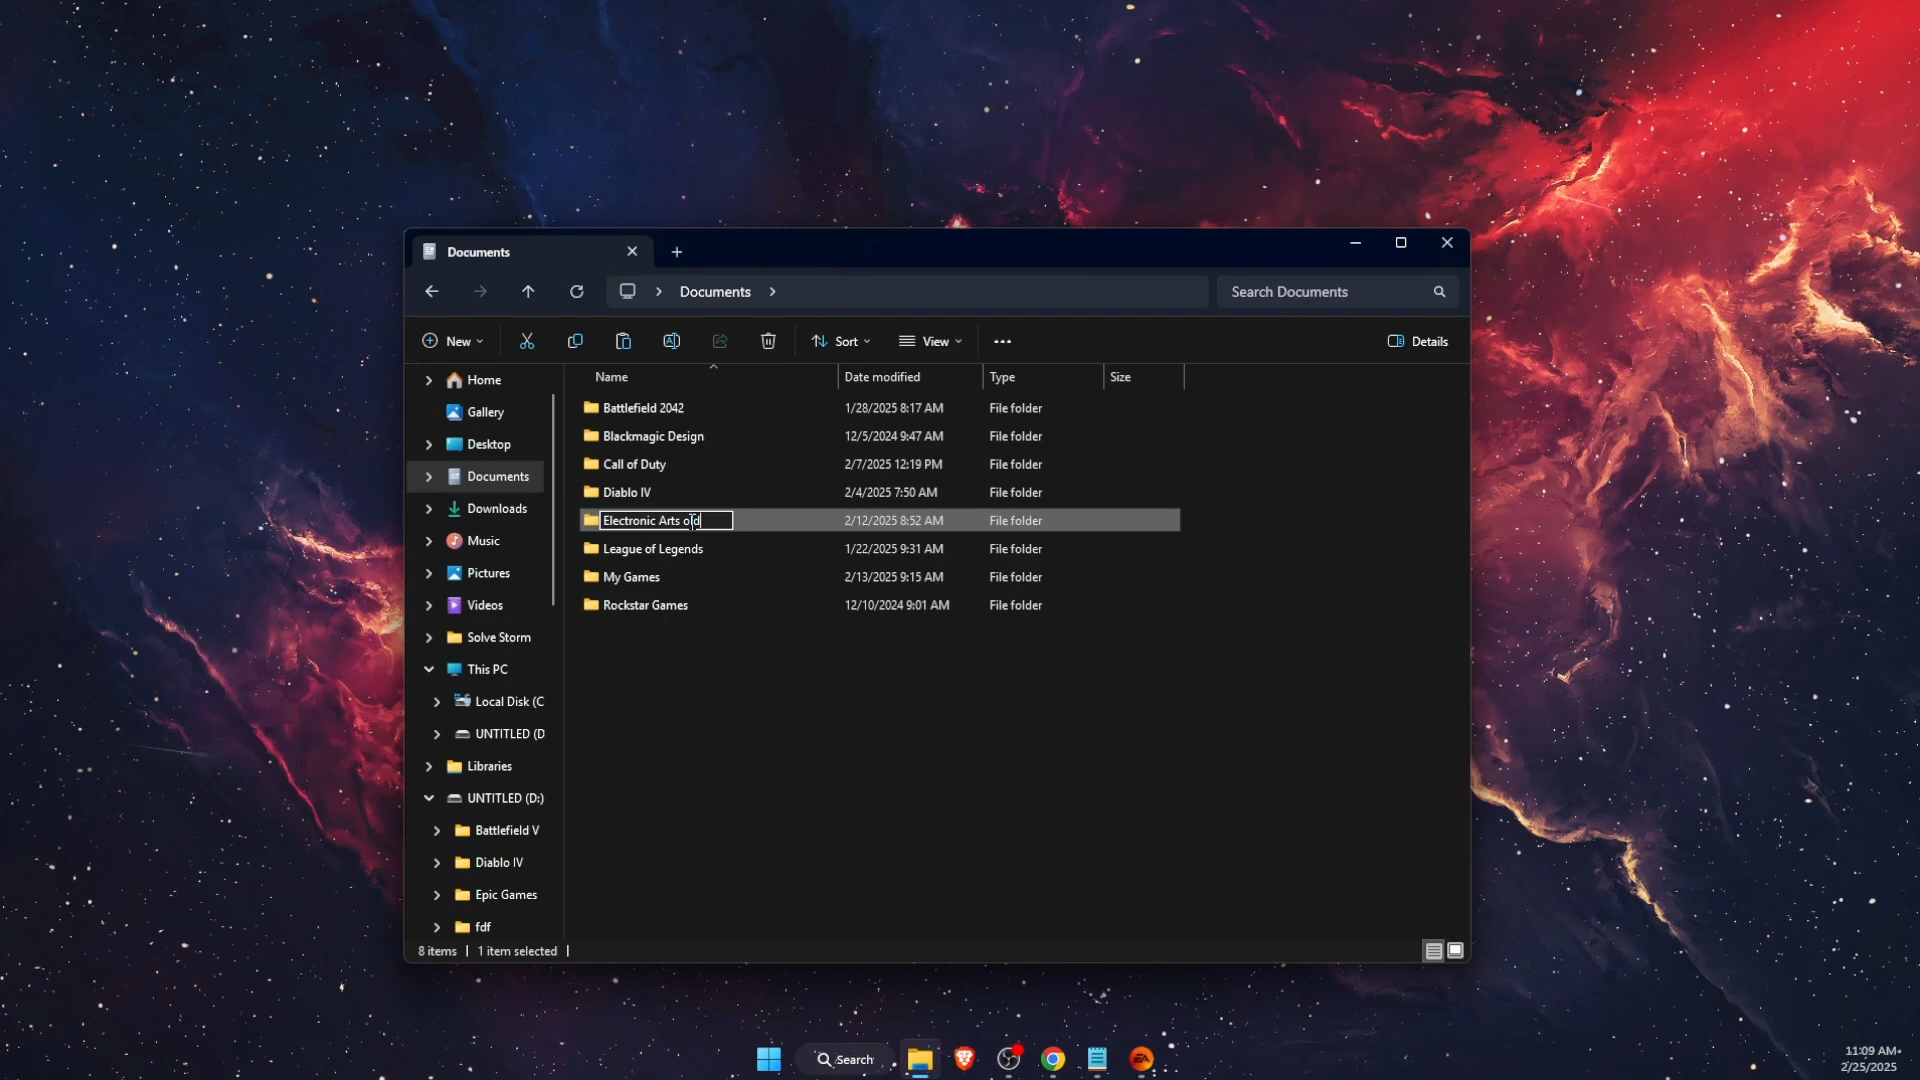 Documents
Documents
Search Documents
New
Sort
View
Details
Name
Date modified
Type
Size
Home
Gallery
Desktop
Documents
Downloads
Music
Pictures
Videos
Solve Storm
This PC
Local Disk (C
UNTITLED (D
Libraries
UNTITLED (D:)
Battlefield V
Diablo IV
Epic Games
fdf
Battlefield 2042 1/28/2025 8:17 AM File folder
Blackmagic Design 12/5/2024 9:47 AM File folder
Call of Duty 2/7/2025 12:19 PM File folder
Diablo IV 2/4/2025 7:50 AM File folder
Electronic Arts old 2/12/2025 8:52 AM File folder
League of Legends 1/22/2025 9:31 AM File folder
My Games 2/13/2025 9:15 AM File folder
Rockstar Games 12/10/2024 9:01 AM File folder
8 items | 1 item selected |
Search
EA
11:09 AM
2/25/2025